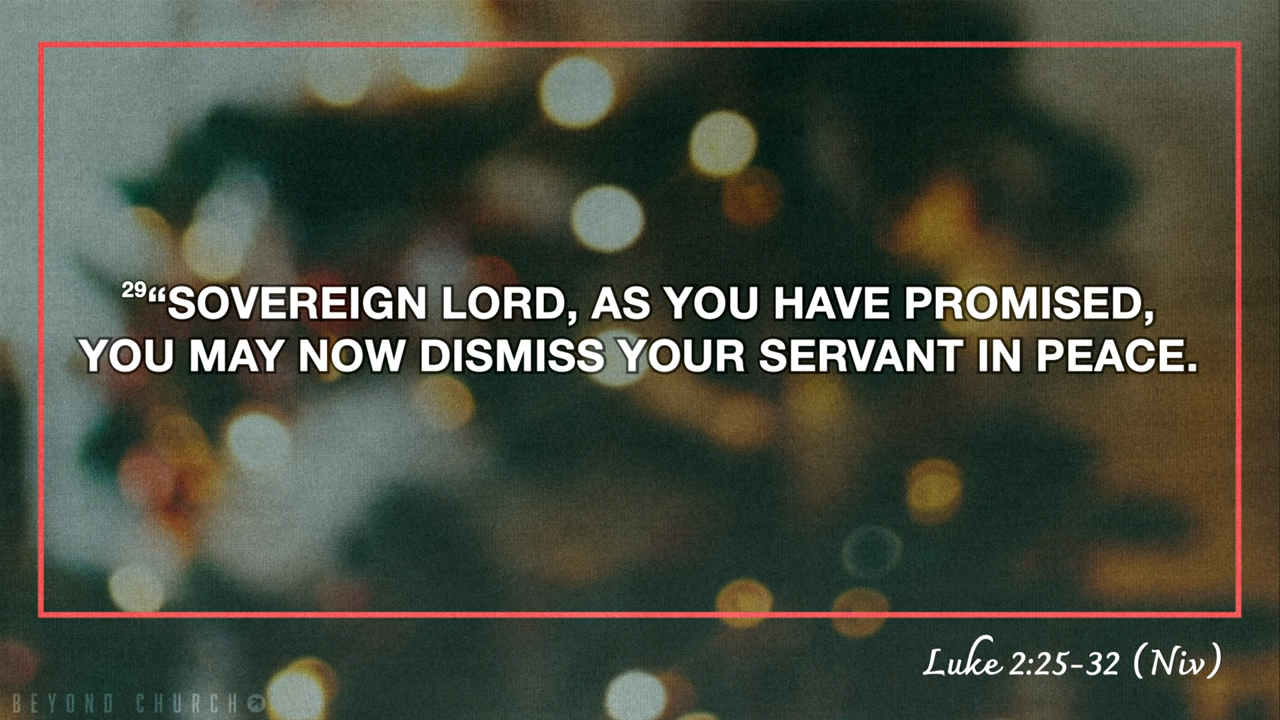 29“SOVEREIGN LORD, AS YOU HAVE PROMISED,
YOU MAY NOW DISMISS YOUR SERVANT IN PEACE.
Luke 2:25-32 (Niv)
BEYOND CHURCH